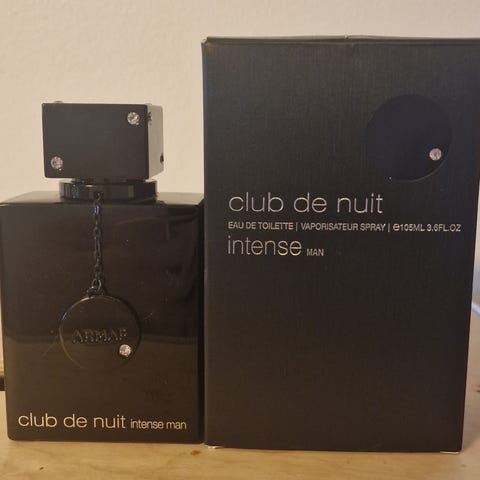 ARMAF
club de nuit intense man
club de nuit
EAU DE TOILETTE | VAPORISATEUR SPRAY | ℮105ML 3.6FL.OZ
intense MAN